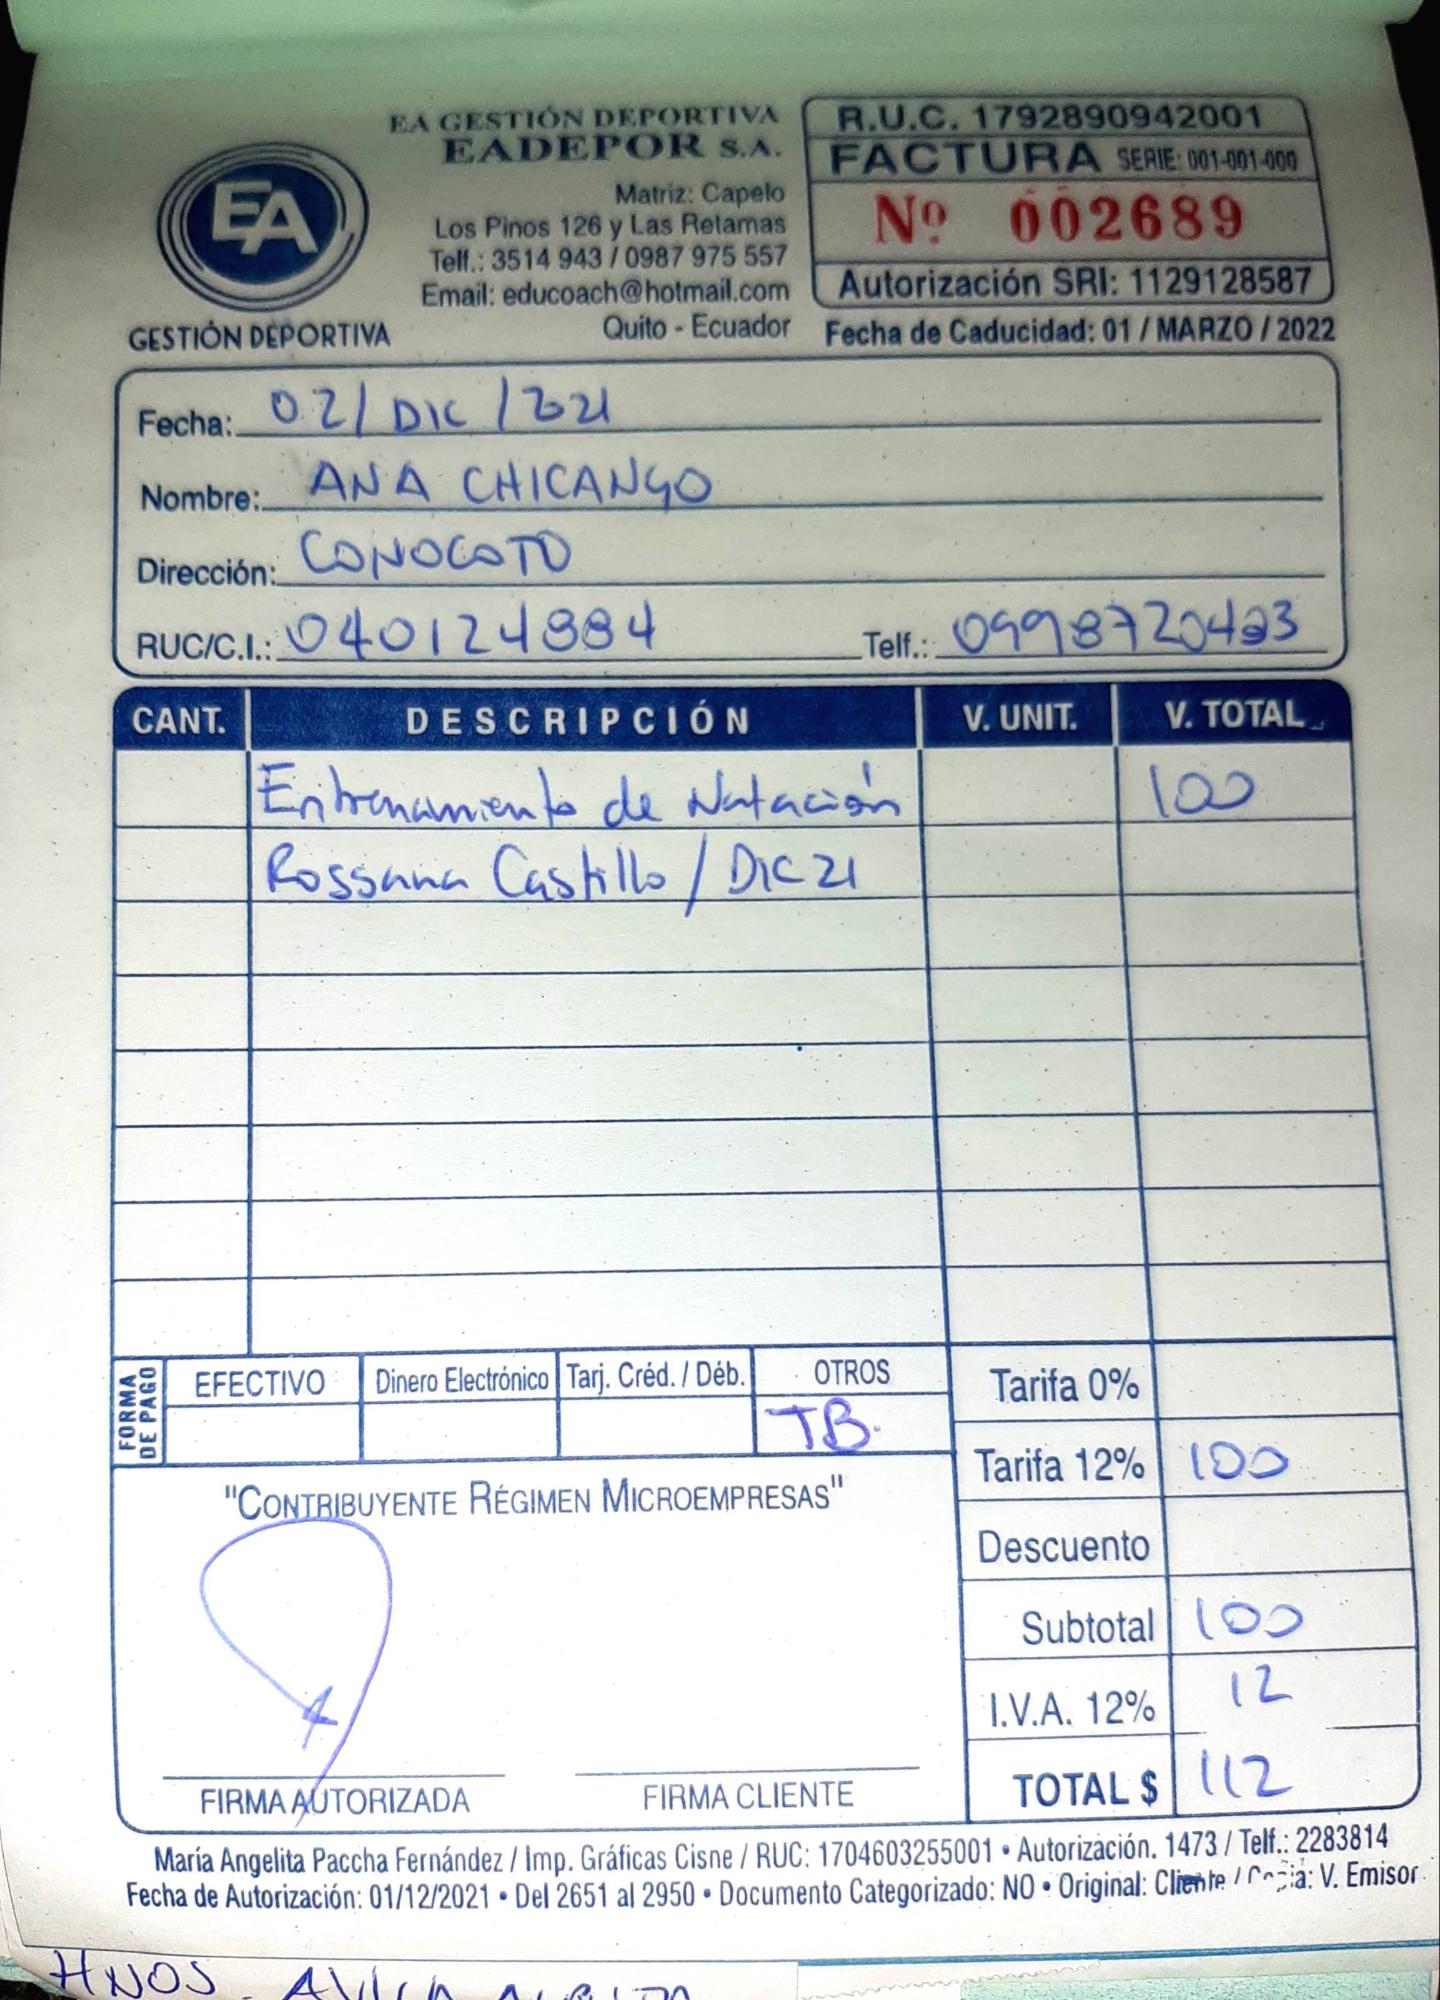 EA GESTIÓN DEPORTIVA
EADEPOR S.A.
EA
GESTIÓN DEPORTIVA
Matriz: Capelo
Los Pinos 126 y Las Retamas
Telf.: 3514 943 / 0987 975 557
Email: educoach@hotmail.com
Quito - Ecuador
R.U.C. 1792890942001
FACTURA SERIE: 001-001-000
Nº 002689
Autorización SRI: 1129128587
Fecha de Caducidad: 01 / MARZO / 2022
Fecha: 02/ DIC / 2021
Nombre: ANA CHICANGO
Dirección: CONOCOTO
RUC/C.I.: 040124884 Telf.: 0998720423
CANT. DESCRIPCIÓN V. UNIT. V. TOTAL
Entrenamiento de Natación 100
Rossana Castillo / DIC 21
FORMA DE PAGO
EFECTIVO Dinero Electrónico Tarj. Créd. / Déb. OTROS
TB.
Tarifa 0%
Tarifa 12% 100
Descuento
Subtotal 100
I.V.A. 12% 12
TOTAL $ 112
"CONTRIBUYENTE RÉGIMEN MICROEMPRESAS"
FIRMA AUTORIZADA FIRMA CLIENTE
María Angelita Paccha Fernández / Imp. Gráficas Cisne / RUC: 1704603255001 • Autorización. 1473 / Telf.: 2283814
Fecha de Autorización: 01/12/2021 • Del 2651 al 2950 • Documento Categorizado: NO • Original: Cliente / Copia: V. Emisor
HNOS.